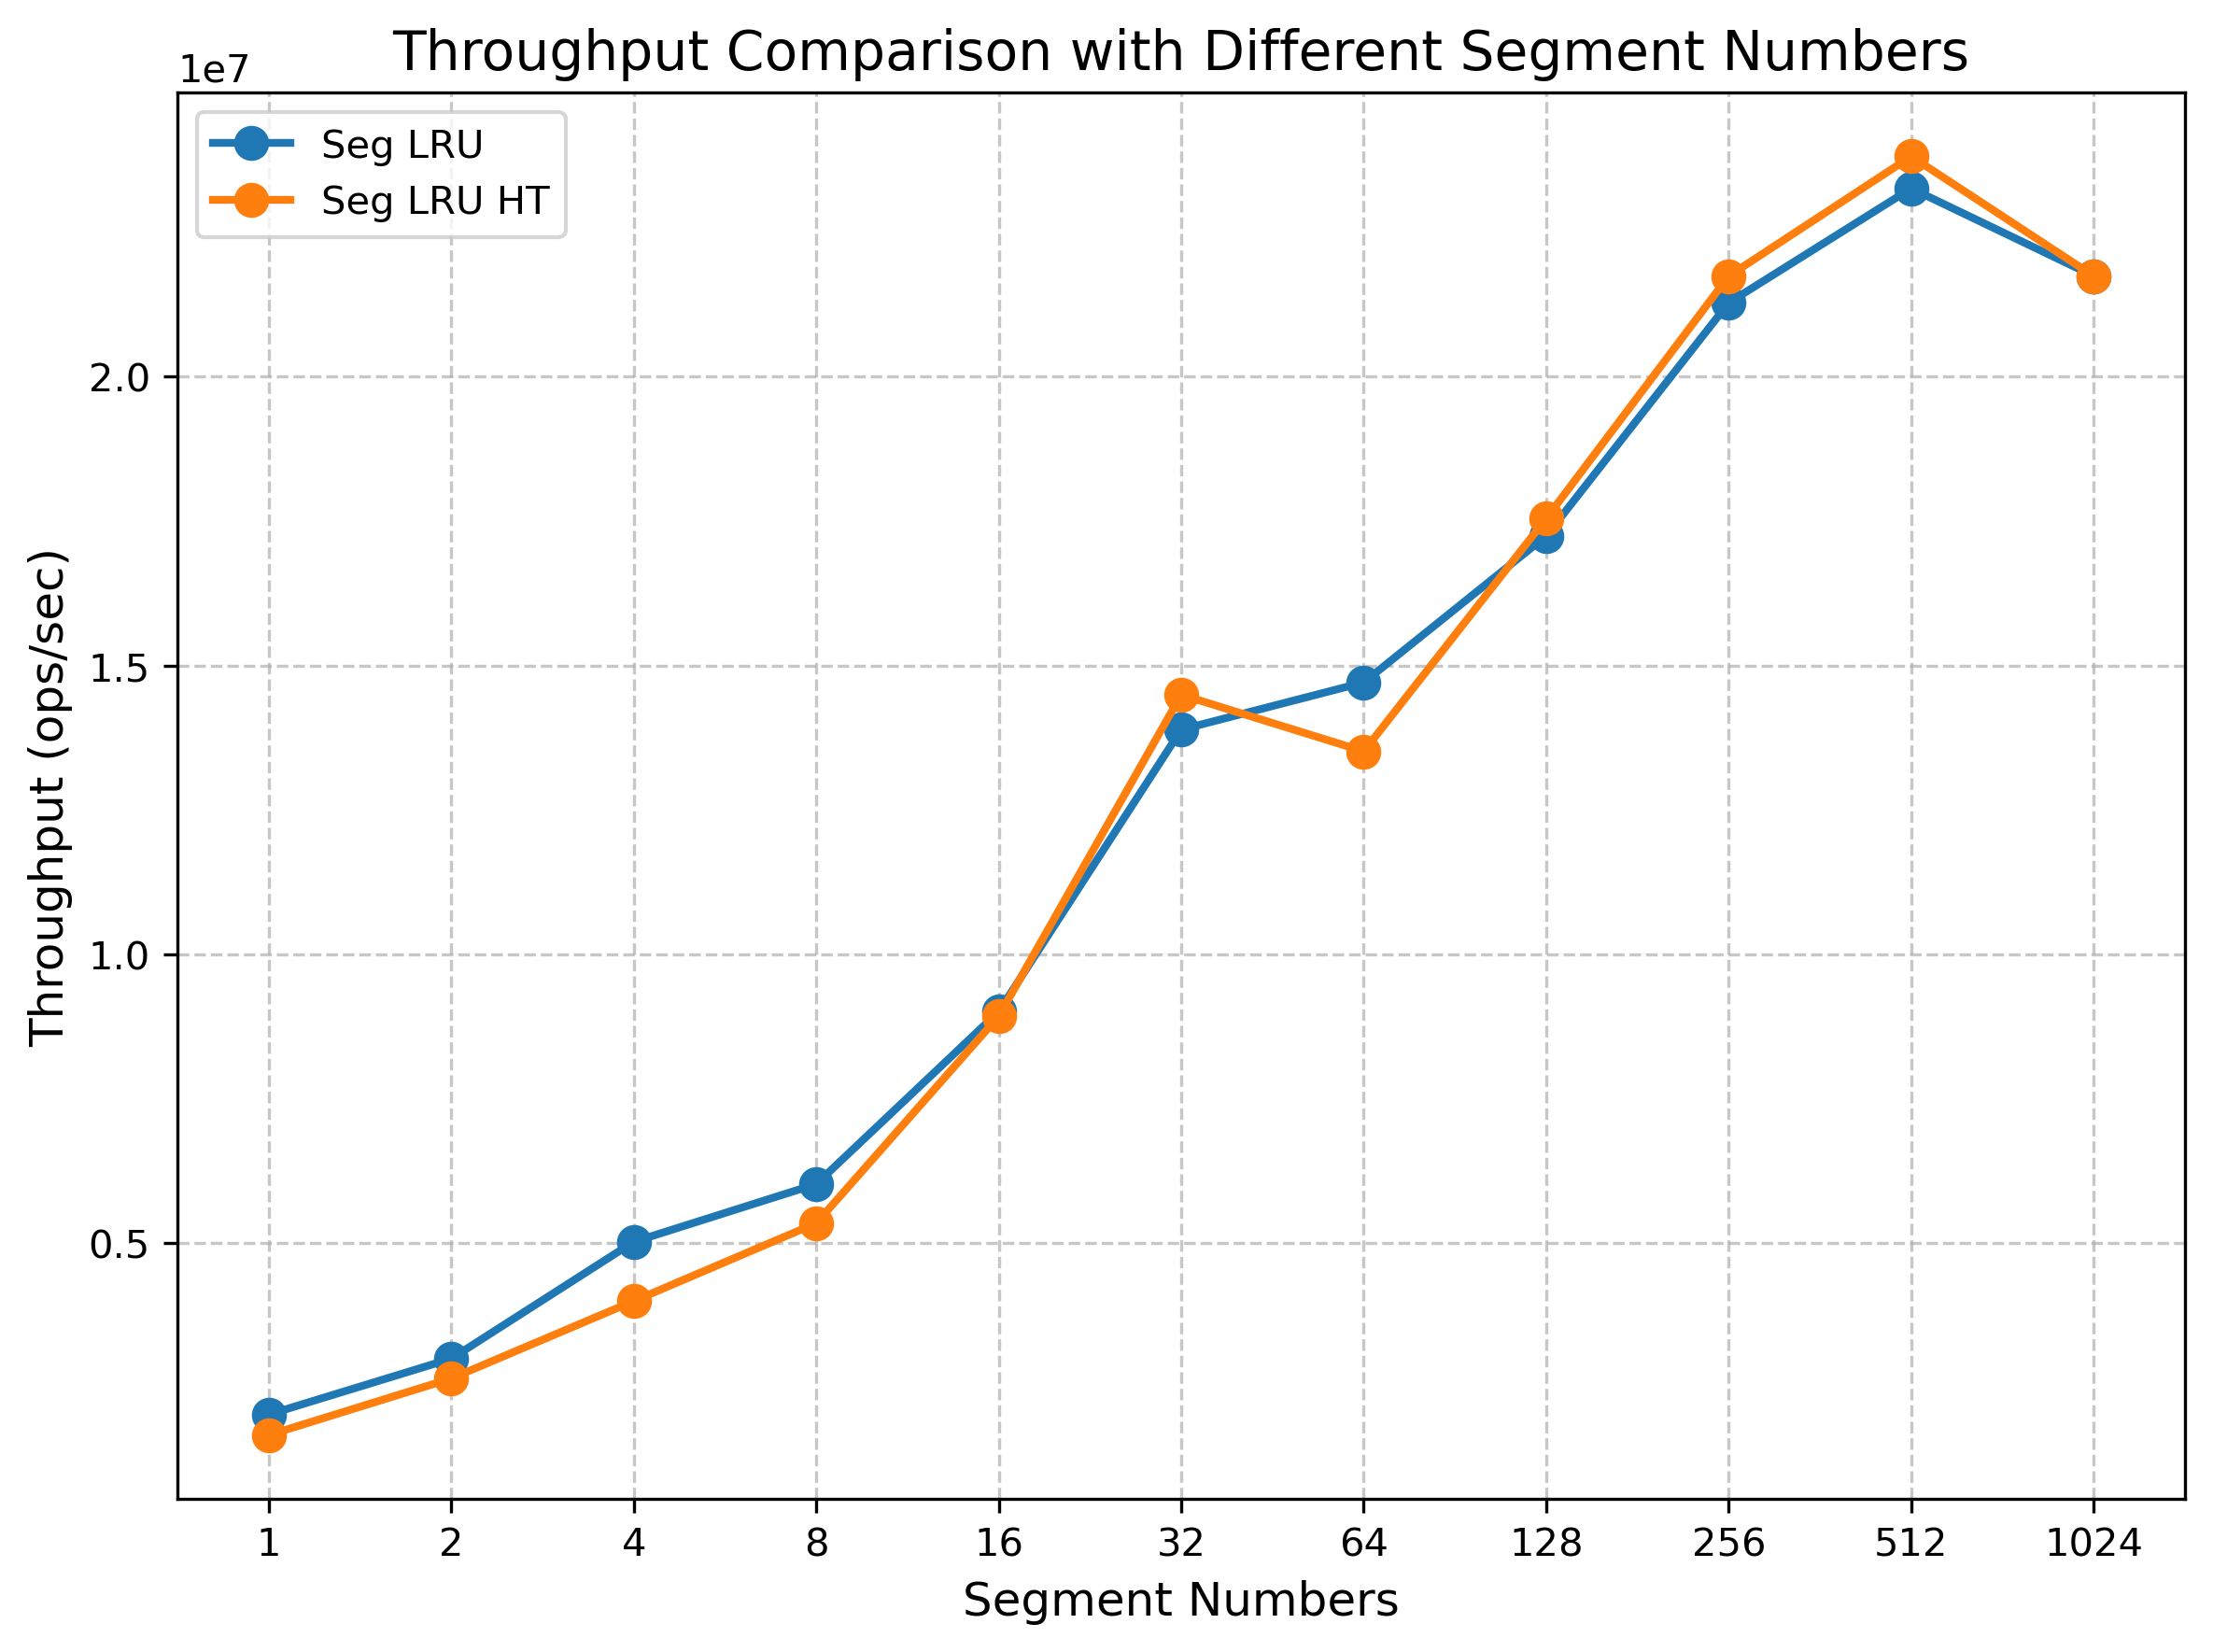 Throughput Comparison with Different Segment Numbers
1e7
Seg LRU
Seg LRU HT
2.0
1.5
1.0
0.5
Throughput (ops/sec)
1 2 4 8 16 32 64 128 256 512 1024
Segment Numbers